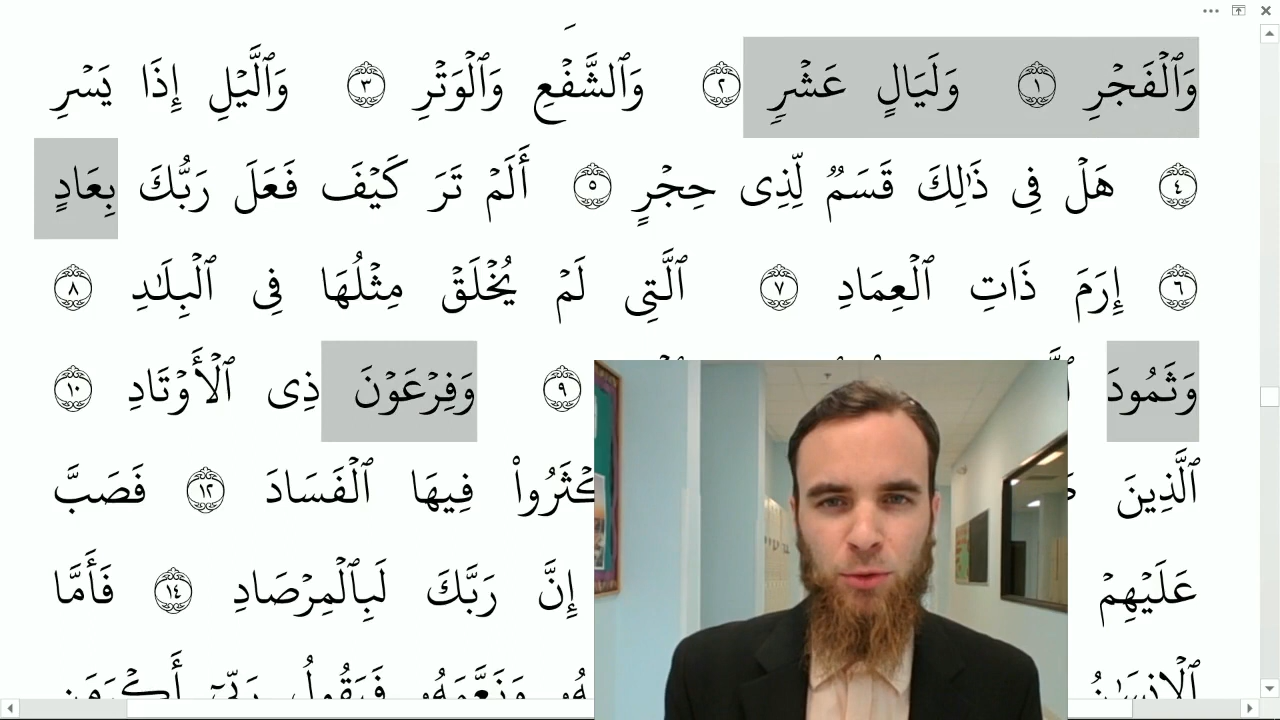 وَٱلۡفَجۡرِ ١ وَلَيَالٍ عَشۡرٖ ٢ وَٱلشَّفۡعِ وَٱلۡوَتۡرِ ٣ وَٱلَّيۡلِ إِذَا يَسۡرِ
٤ هَلۡ فِى ذَٰلِكَ قَسَمٞ لِّذِى حِجۡرٍ ٥ أَلَمۡ تَرَ كَيۡفَ فَعَلَ رَبُّكَ بِعَادٍ
٦ إِرَمَ ذَاتِ ٱلۡعِمَادِ ٧ ٱلَّتِى لَمۡ يُخۡلَقۡ مِثۡلُهَا فِى ٱلۡبِلَٰدِ ٨
وَثَمُودَ ٩ وَفِرۡعَوۡنَ ذِى ٱلۡأَوۡتَادِ ١٠
ٱلَّذِينَ فِيهَا ٱلۡفَسَادَ ١٢ فَصَبَّ
عَلَيۡهِمۡ إِنَّ رَبَّكَ لَبِٱلۡمِرۡصَادِ ١٤ فَأَمَّا